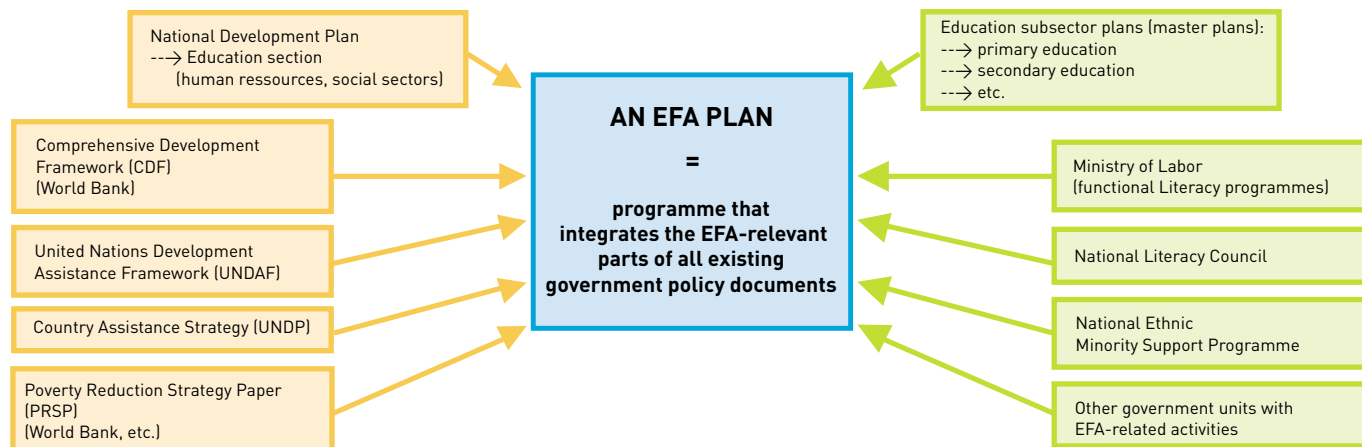 National Development Plan
---> Education section
(human ressources, social sectors)
Comprehensive Development
Framework (CDF)
(World Bank)
United Nations Development
Assistance Framework (UNDAF)
Country Assistance Strategy (UNDP)
Poverty Reduction Strategy Paper
(PRSP)
(World Bank, etc.)
AN EFA PLAN
=
programme that
integrates the EFA-relevant
parts of all existing
government policy documents
Education subsector plans (master plans):
---> primary education
---> secondary education
---> etc.
Ministry of Labor
(functional Literacy programmes)
National Literacy Council
National Ethnic
Minority Support Programme
Other government units with
EFA-related activities